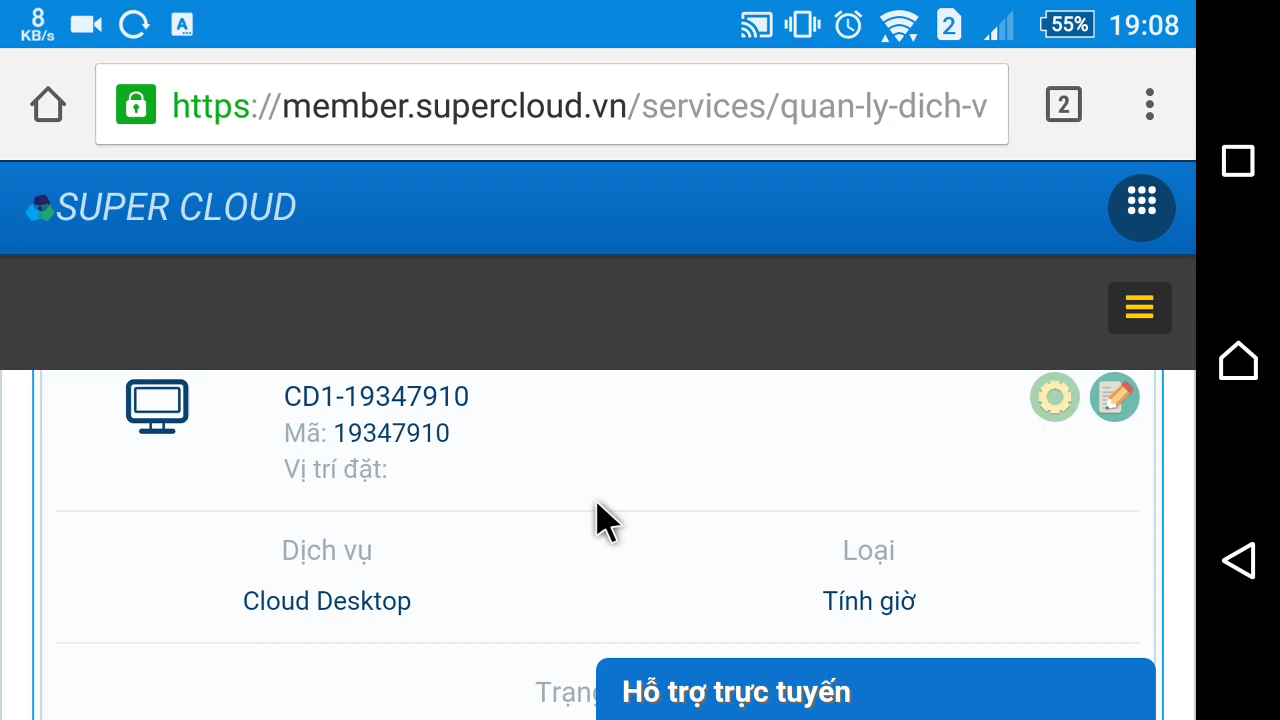 8
KB/s
A
2
55%
19:08
https://member.supercloud.vn/services/quan-ly-dich-v
2
SUPER CLOUD
CD1-19347910
Mã: 19347910
Vị trí đặt:
Dịch vụ
Loại
Cloud Desktop
Tính giờ
Hỗ trợ trực tuyến